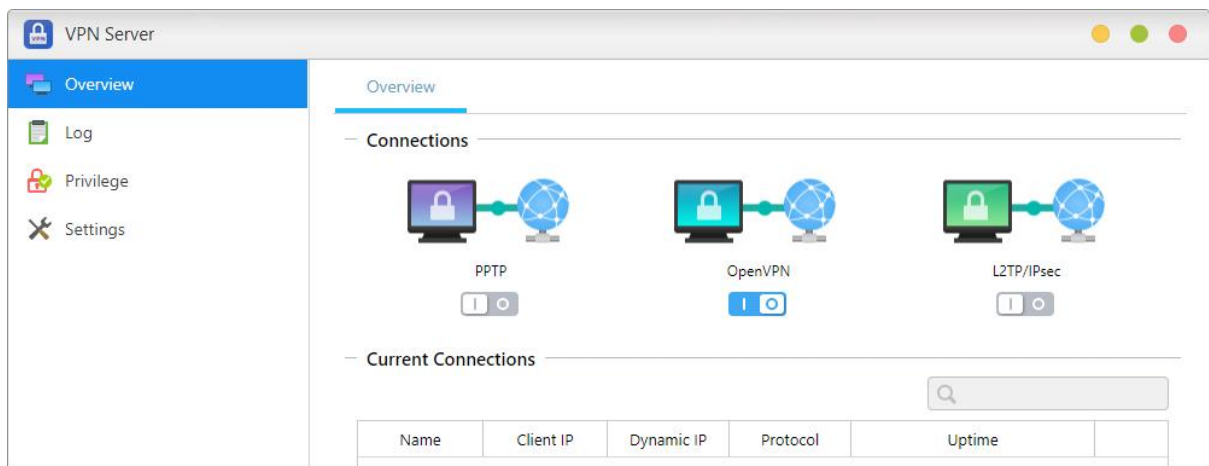 VPN Server
Overview
Log
Privilege
Settings
Overview
Connections
PPTP OpenVPN L2TP/IPsec
Current Connections
Name Client IP Dynamic IP Protocol Uptime